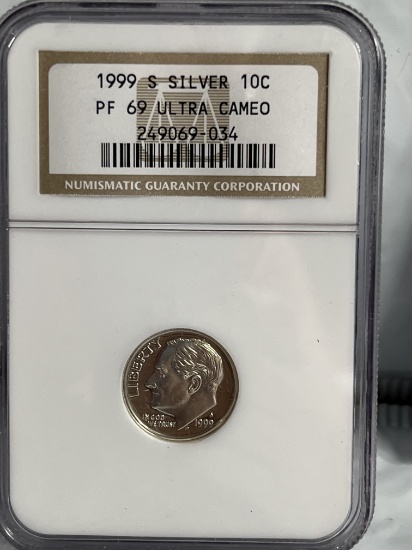 1999 S SILVER 10C
PF 69 ULTRA CAMEO
249069-034
NUMISMATIC GUARANTY CORPORATION
LIBERTY
IN GOD
WE TRUST
S
1999